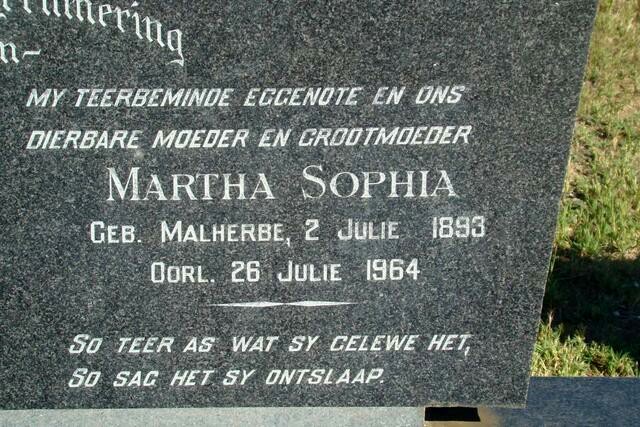 n-
MY TEERBEMINDE EGGENOTE EN ONS
DIERBARE MOEDER EN GROOTMOEDER
MARTHA SOPHIA
GEB. MALHERBE, 2 JULIE 1893
OORL. 26 JULIE 1964
SO TEER AS WAT SY GELEWE HET,
SO SAG HET SY ONTSLAAP.